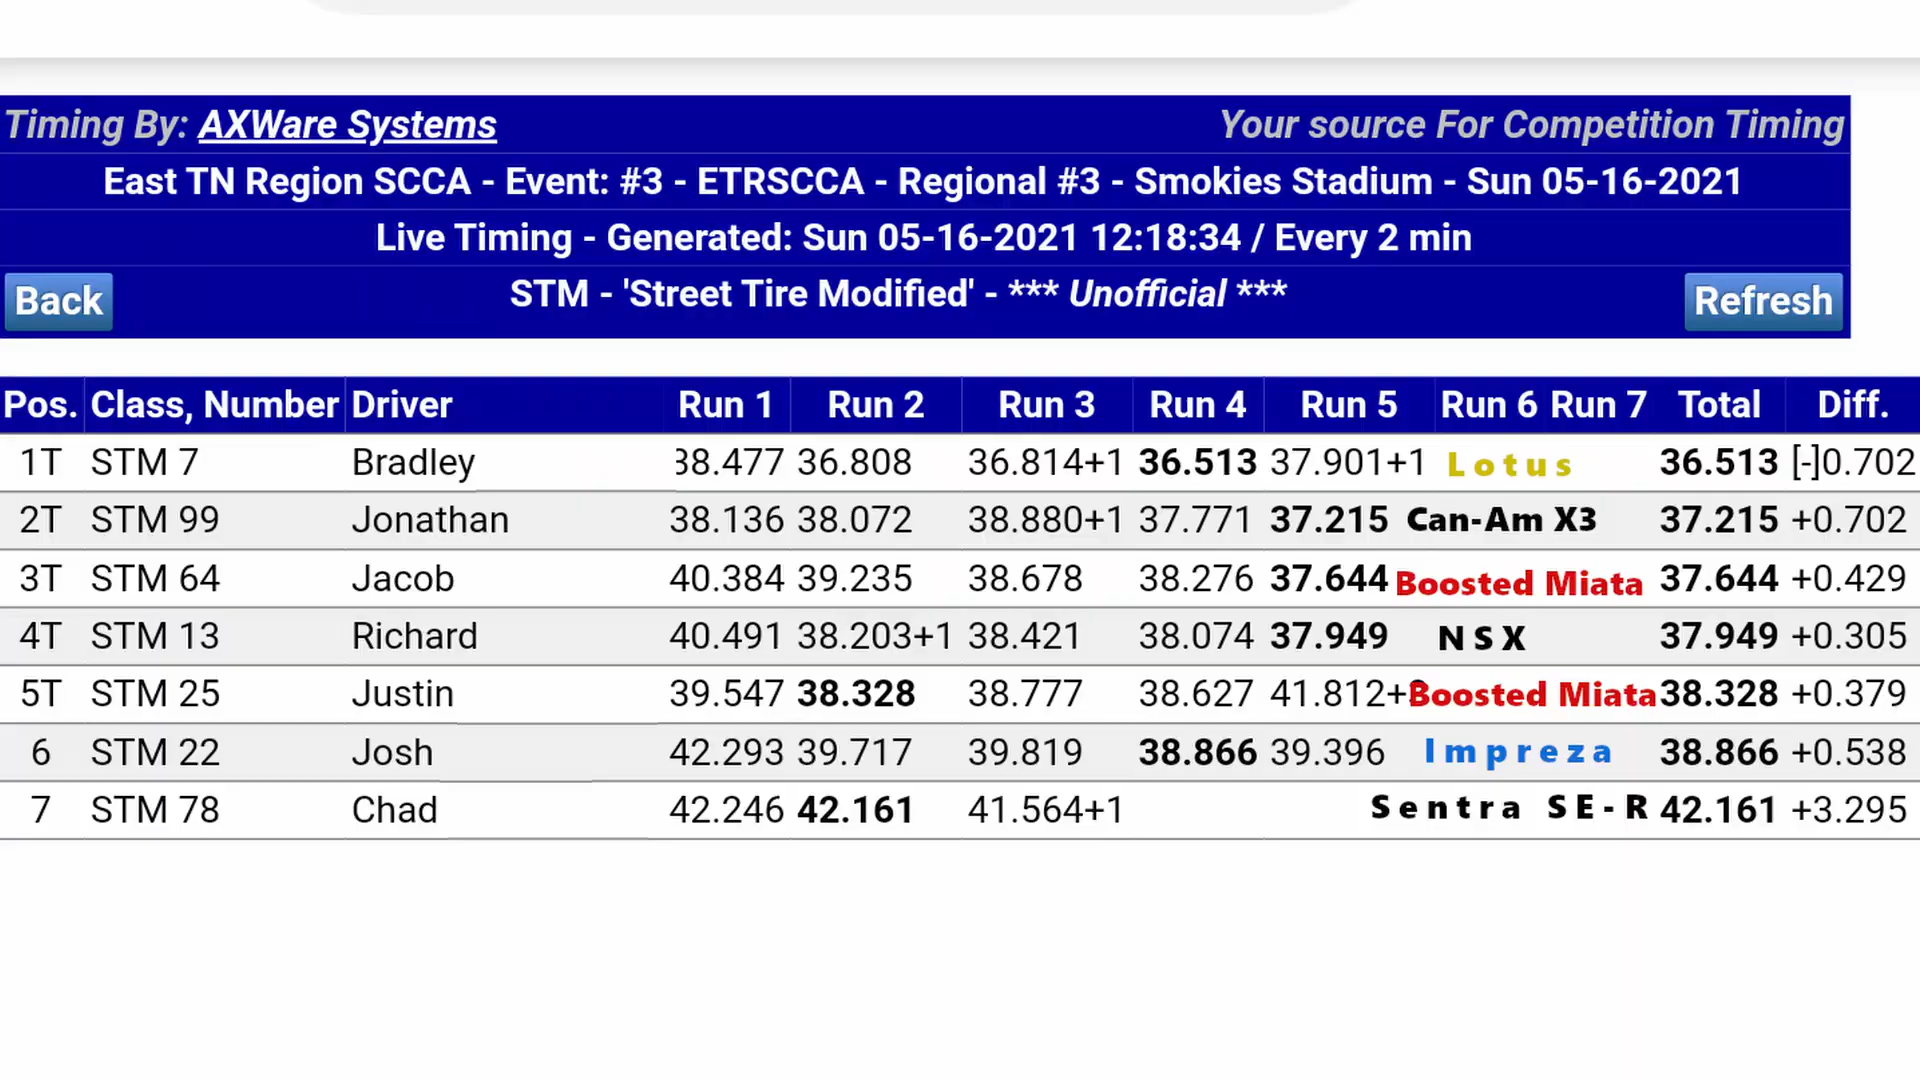 Timing By: AXWare Systems Your source For Competition Timing
East TN Region SCCA - Event: #3 - ETRSCCA - Regional #3 - Smokies Stadium - Sun 05-16-2021
Live Timing - Generated: Sun 05-16-2021 12:18:34 / Every 2 min
Back STM - 'Street Tire Modified' - *** Unofficial *** Refresh
Pos. Class, Number Driver Run 1 Run 2 Run 3 Run 4 Run 5 Run 6 Run 7 Total Diff.
1T STM 7 Bradley 38.477 36.808 36.814+1 36.513 37.901+1 Lotus 36.513 [-]0.702
2T STM 99 Jonathan 38.136 38.072 38.880+1 37.771 37.215 Can-Am X3 37.215 +0.702
3T STM 64 Jacob 40.384 39.235 38.678 38.276 37.644 Boosted Miata 37.644 +0.429
4T STM 13 Richard 40.491 38.203+1 38.421 38.074 37.949 NSX 37.949 +0.305
5T STM 25 Justin 39.547 38.328 38.777 38.627 41.812+ Boosted Miata 38.328 +0.379
6 STM 22 Josh 42.293 39.717 39.819 38.866 39.396 Impreza 38.866 +0.538
7 STM 78 Chad 42.246 42.161 41.564+1 Sentra SE-R 42.161 +3.295